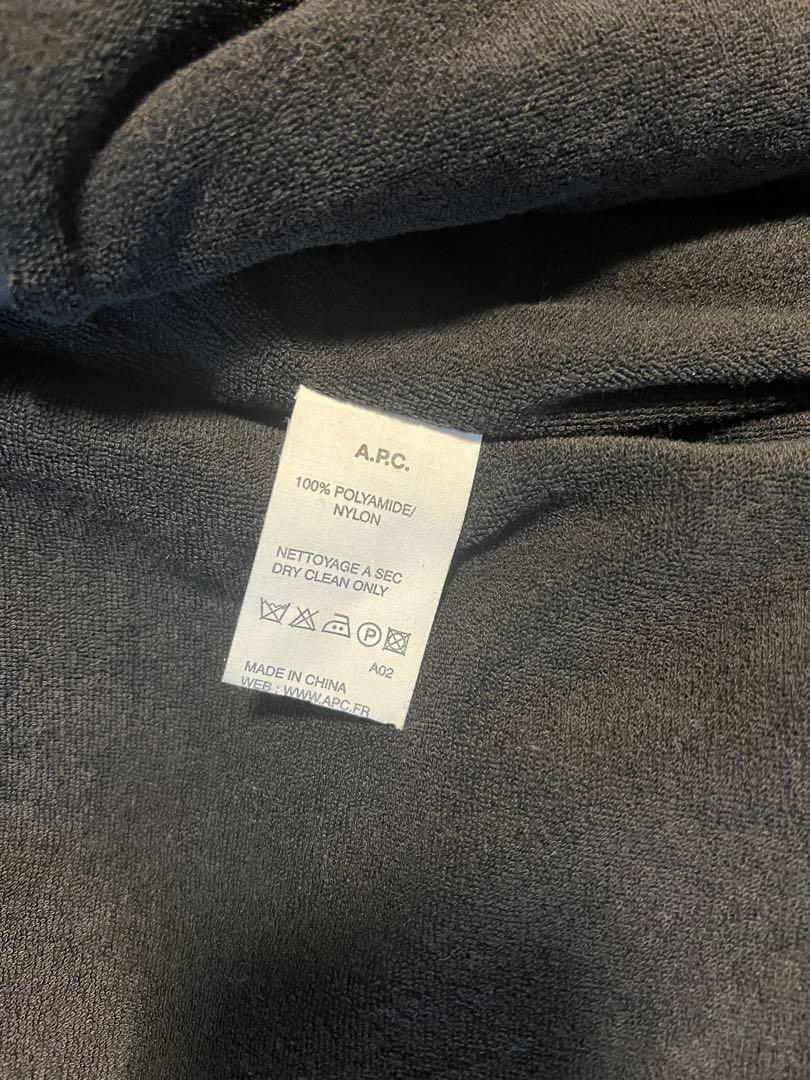 A.P.C.
100% POLYAMIDE/
NYLON
NETTOYAGE A SEC
DRY CLEAN ONLY
P
A02
MADE IN CHINA
WEB : WWW.APC.FR